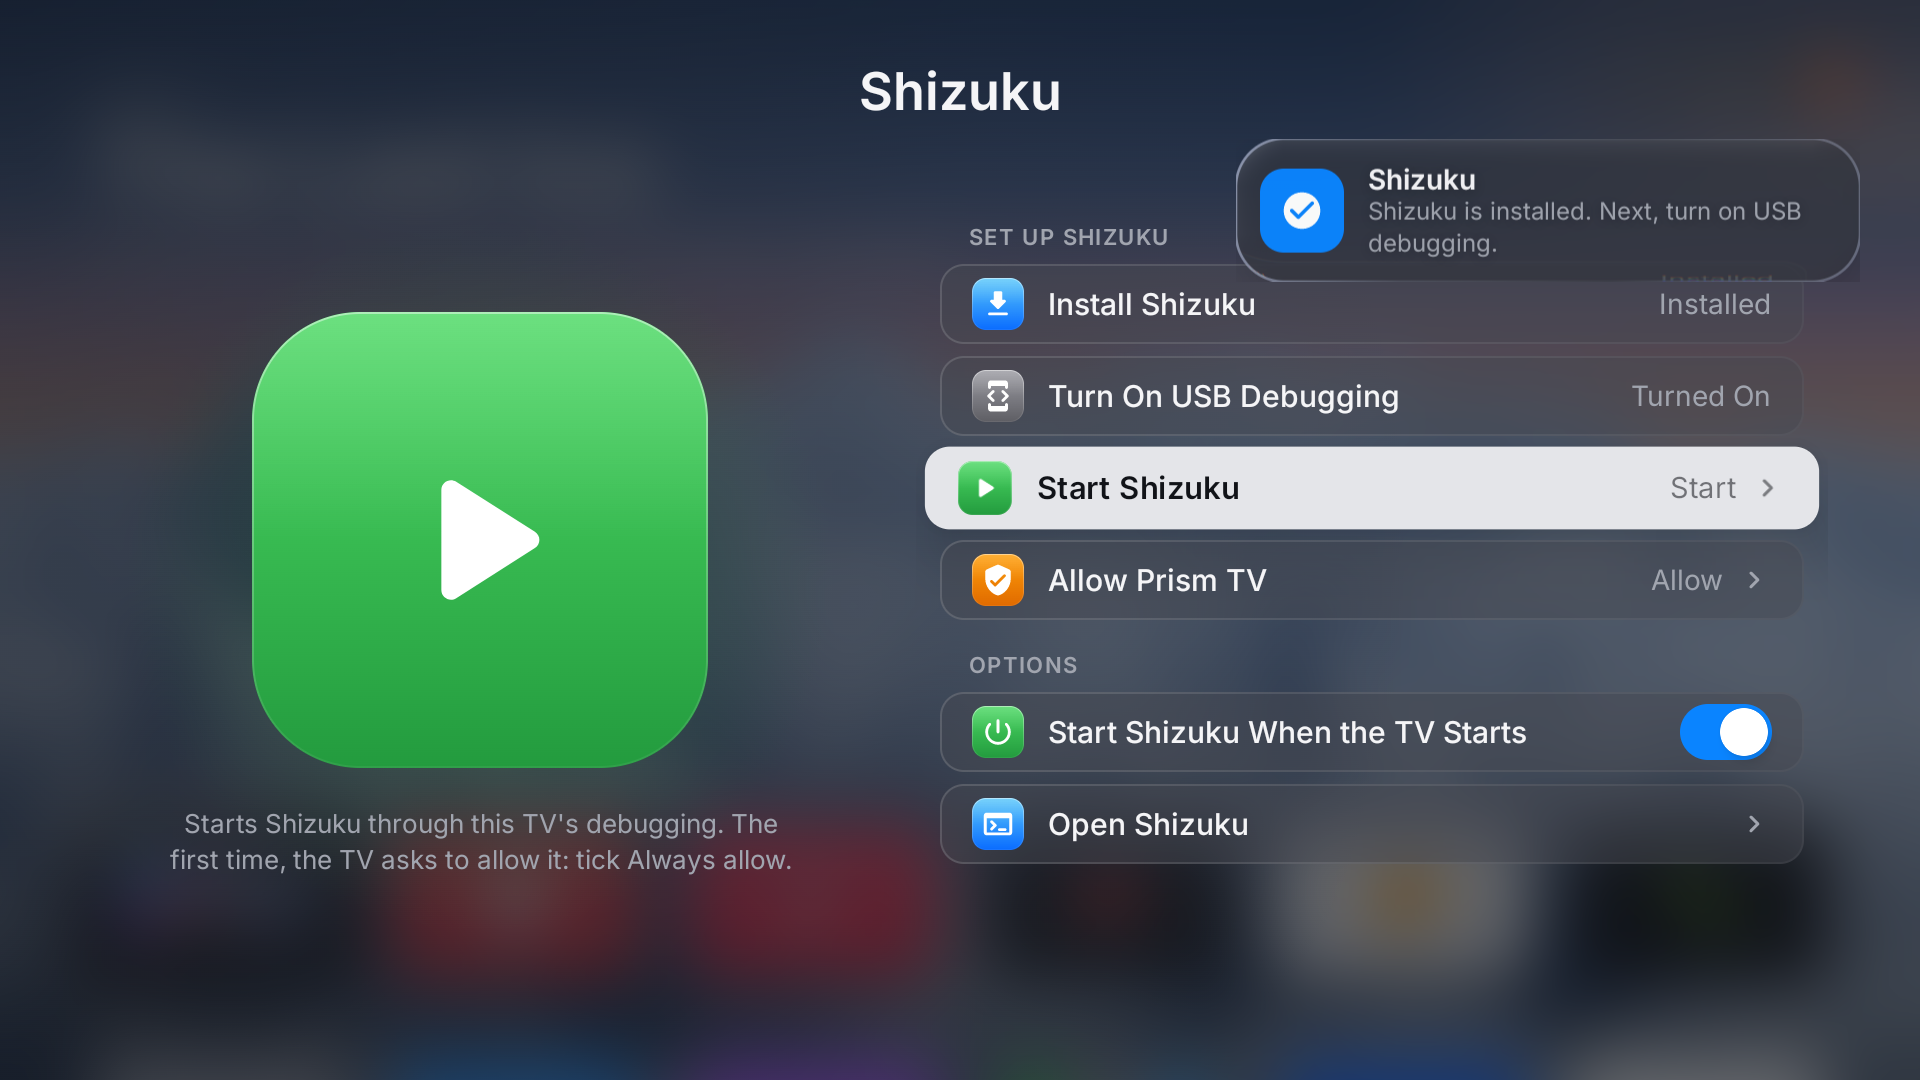 Shizuku
Shizuku
Shizuku is installed. Next, turn on USB
debugging.
SET UP SHIZUKU
Install Shizuku
Installed
Turn On USB Debugging
Turned On
Start Shizuku
Start
Allow Prism TV
Allow
OPTIONS
Start Shizuku When the TV Starts
Open Shizuku
Starts Shizuku through this TV's debugging. The
first time, the TV asks to allow it: tick Always allow.